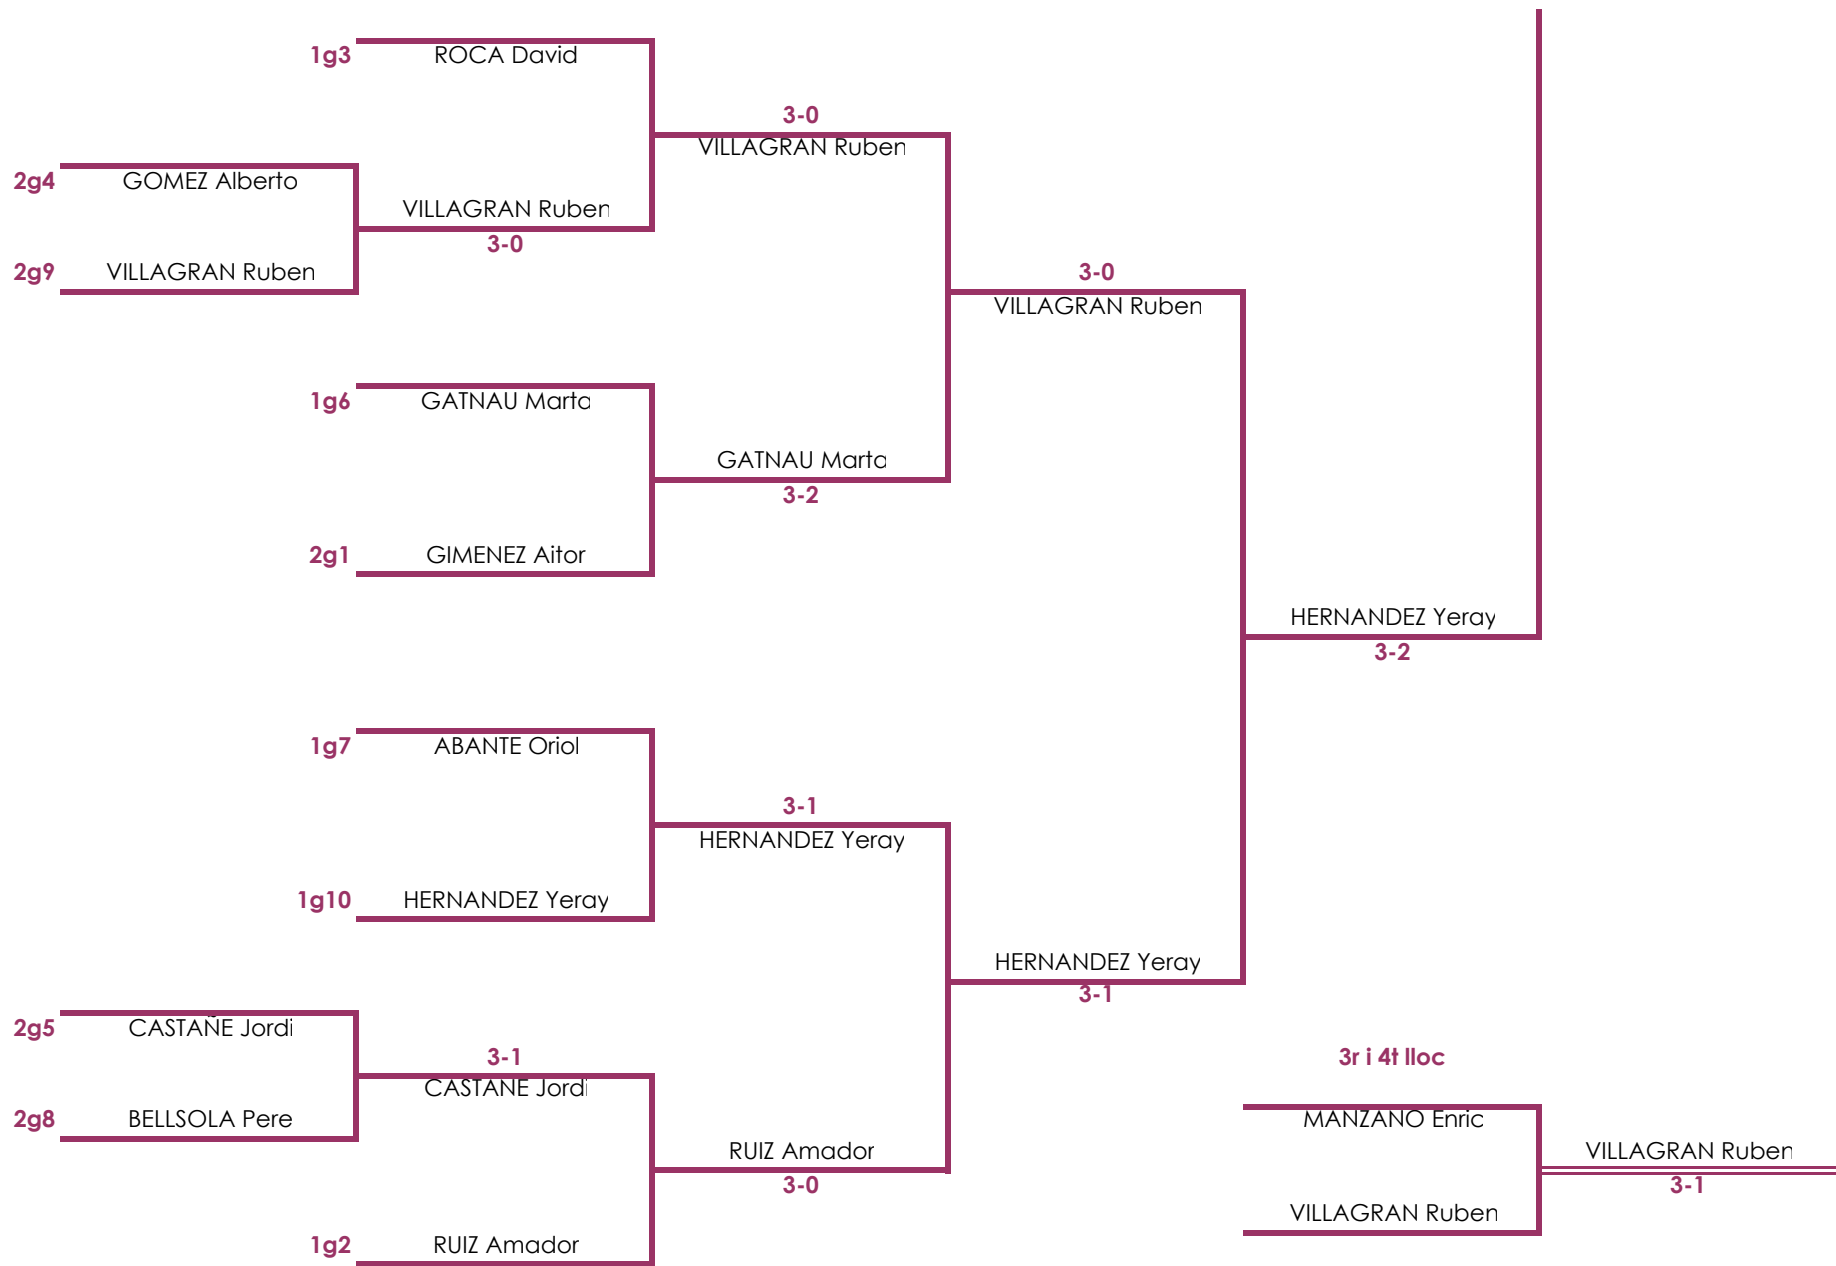 1g3 ROCA David
3-0
VILLAGRAN Ruben
2g4 GOMEZ Alberto
VILLAGRAN Ruben
3-0
2g9 VILLAGRAN Ruben
3-0
VILLAGRAN Ruben
1g6 GATNAU Marta
GATNAU Marta
3-2
2g1 GIMENEZ Aitor
HERNANDEZ Yeray
3-2
1g7 ABANTE Oriol
3-1
HERNANDEZ Yeray
1g10 HERNANDEZ Yeray
HERNANDEZ Yeray
3-1
2g5 CASTAÑE Jordi
3-1
CASTAÑE Jordi
3r i 4t lloc
2g8 BELLSOLA Pere
MANZANO Enric
RUIZ Amador
3-0
VILLAGRAN Ruben
3-1
VILLAGRAN Ruben
1g2 RUIZ Amador